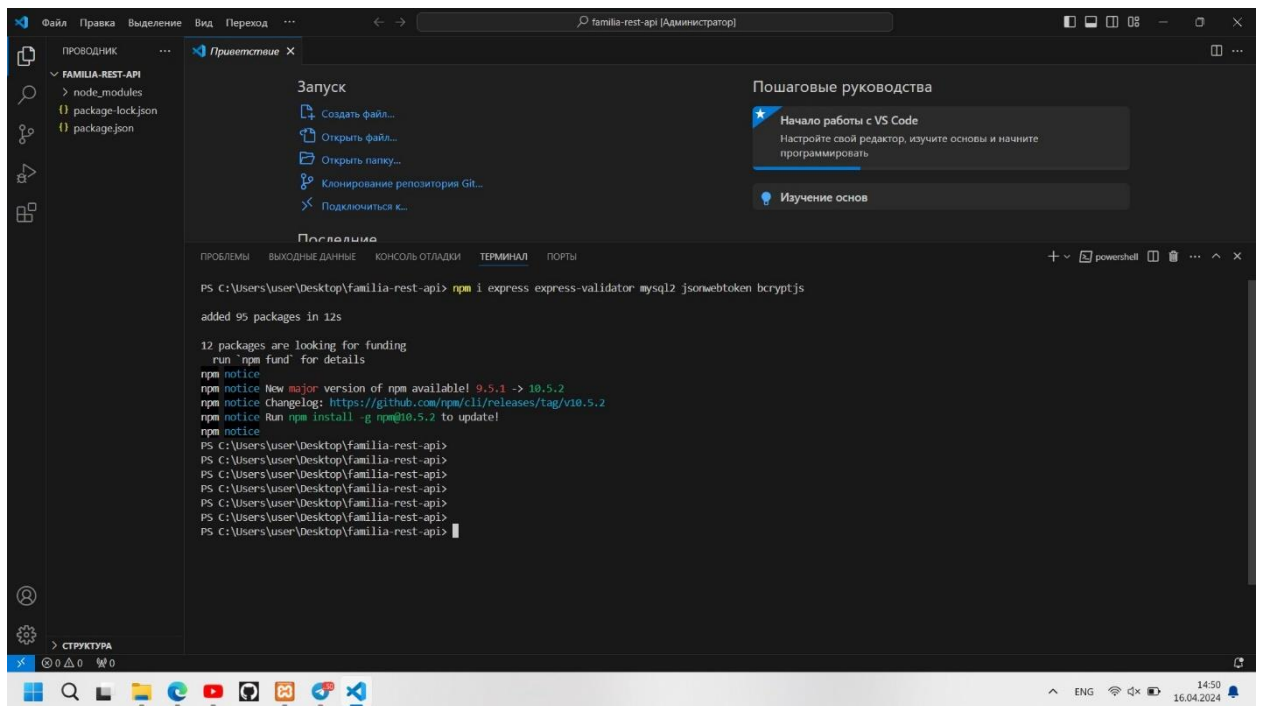 Файл Правка Выделение Вид Переход ··· familia-rest-api [Администратор]
ПРОВОДНИК ···
Приветствие
FAMILIA-REST-API
node_modules
package-lock.json
package.json
Запуск
Создать файл...
Открыть файл...
Открыть папку...
Клонирование репозитория Git...
Подключиться к...
Последние
Пошаговые руководства
Начало работы с VS Code
Настройте свой редактор, изучите основы и начните
программировать
Изучение основ
ПРОБЛЕМЫ ВЫХОДНЫЕ ДАННЫЕ КОНСОЛЬ ОТЛАДКИ ТЕРМИНАЛ ПОРТЫ powershell
PS C:\Users\user\Desktop\familia-rest-api> npm i express express-validator mysql2 jsonwebtoken bcryptjs
added 95 packages in 12s
12 packages are looking for funding
run `npm fund` for details
npm notice
npm notice New major version of npm available! 9.5.1 -> 10.5.2
npm notice Changelog: https://github.com/npm/cli/releases/tag/v10.5.2
npm notice Run npm install -g npm@10.5.2 to update!
npm notice
PS C:\Users\user\Desktop\familia-rest-api>
PS C:\Users\user\Desktop\familia-rest-api>
PS C:\Users\user\Desktop\familia-rest-api>
PS C:\Users\user\Desktop\familia-rest-api>
PS C:\Users\user\Desktop\familia-rest-api>
PS C:\Users\user\Desktop\familia-rest-api>
PS C:\Users\user\Desktop\familia-rest-api>
СТРУКТУРА
0 0 0
ENG 14:50
16.04.2024